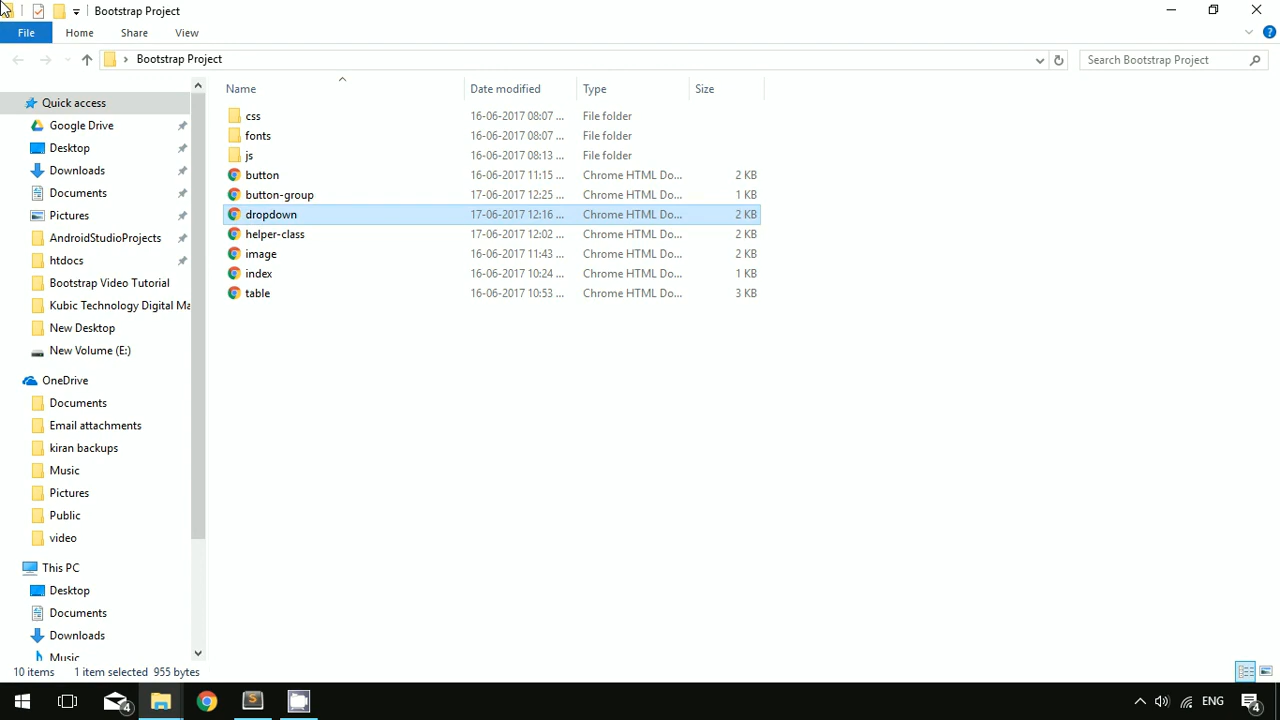 Bootstrap Project
File Home Share View
Bootstrap Project Search Bootstrap Project
Name Date modified Type Size
Quick access
Google Drive
Desktop
Downloads
Documents
Pictures
AndroidStudioProjects
htdocs
Bootstrap Video Tutorial
Kubic Technology Digital Ma
New Desktop
New Volume (E:)
OneDrive
Documents
Email attachments
kiran backups
Music
Pictures
Public
video
This PC
Desktop
Documents
Downloads
Music
css 16-06-2017 08:07 ... File folder
fonts 16-06-2017 08:07 ... File folder
js 16-06-2017 08:13 ... File folder
button 16-06-2017 11:15 ... Chrome HTML Do... 2 KB
button-group 17-06-2017 12:25 ... Chrome HTML Do... 1 KB
dropdown 17-06-2017 12:16 ... Chrome HTML Do... 2 KB
helper-class 17-06-2017 12:02 ... Chrome HTML Do... 2 KB
image 16-06-2017 11:43 ... Chrome HTML Do... 2 KB
index 16-06-2017 10:24 ... Chrome HTML Do... 1 KB
table 16-06-2017 10:53 ... Chrome HTML Do... 3 KB
10 items 1 item selected 955 bytes
4 S ENG 4